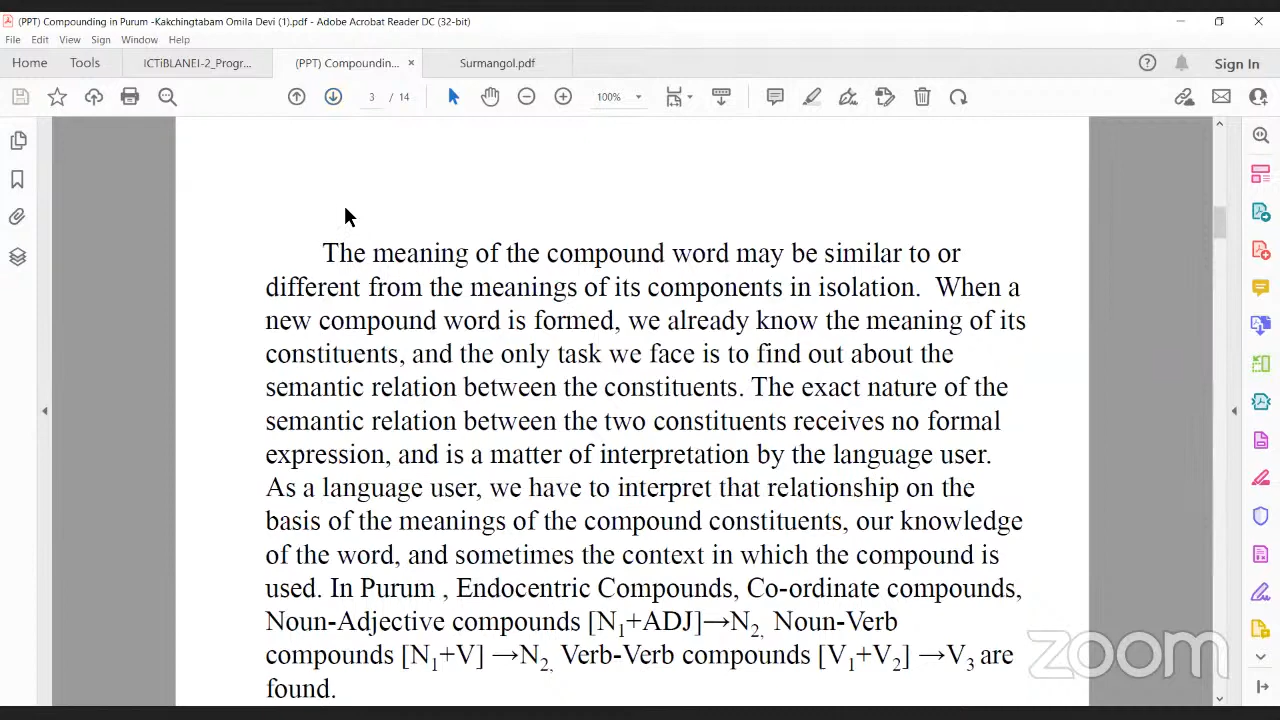 (PPT) Compounding in Purum -Kakchingtabam Omila Devi (1).pdf - Adobe Acrobat Reader DC (32-bit)
File Edit View Sign Window Help
Home Tools ICTiBLANEI-2_Progr... (PPT) Compoundin... × Surmangol.pdf Sign In
3 / 14 100%
The meaning of the compound word may be similar to or
different from the meanings of its components in isolation. When a
new compound word is formed, we already know the meaning of its
constituents, and the only task we face is to find out about the
semantic relation between the constituents. The exact nature of the
semantic relation between the two constituents receives no formal
expression, and is a matter of interpretation by the language user.
As a language user, we have to interpret that relationship on the
basis of the meanings of the compound constituents, our knowledge
of the word, and sometimes the context in which the compound is
used. In Purum , Endocentric Compounds, Co-ordinate compounds,
Noun-Adjective compounds [N₁+ADJ]→N₂, Noun-Verb
compounds [N₁+V] →N₂, Verb-Verb compounds [V₁+V₂] →V₃ are
found.
zoom